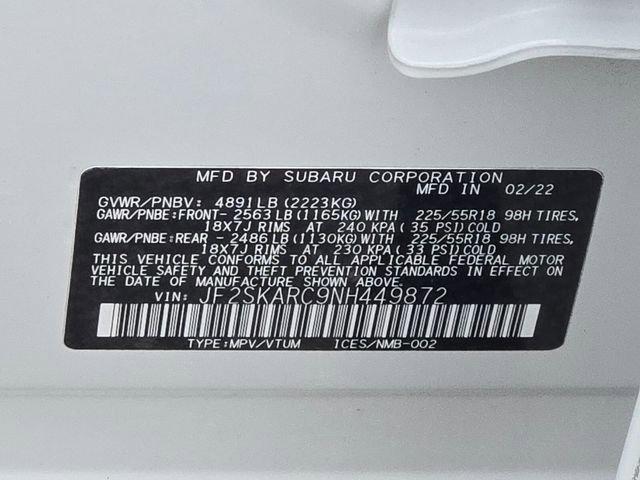 MFD BY SUBARU CORPORATION
MFD IN 02/22
GVWR/PNBV: 4891LB (2223KG)
GAWR/PNBE:FRONT- 2563 LB (1165KG) WITH 225/55R18 98H TIRES,
18X7J RIMS AT 240 KPA (35 PSI) COLD
GAWR/PNBE:REAR - 2486 LB (1130KG) WITH 225/55R18 98H TIRES,
18X7J RIMS AT 230 KPA (33 PSI) COLD
THIS VEHICLE CONFORMS TO ALL APPLICABLE FEDERAL MOTOR
VEHICLE SAFETY AND THEFT PREVENTION STANDARDS IN EFFECT
ON THE DATE OF MANUFACTURE SHOWN ABOVE.
VIN: JF2SKARC9NH449872
TYPE:MPV/VTUM ICES/NMB-002